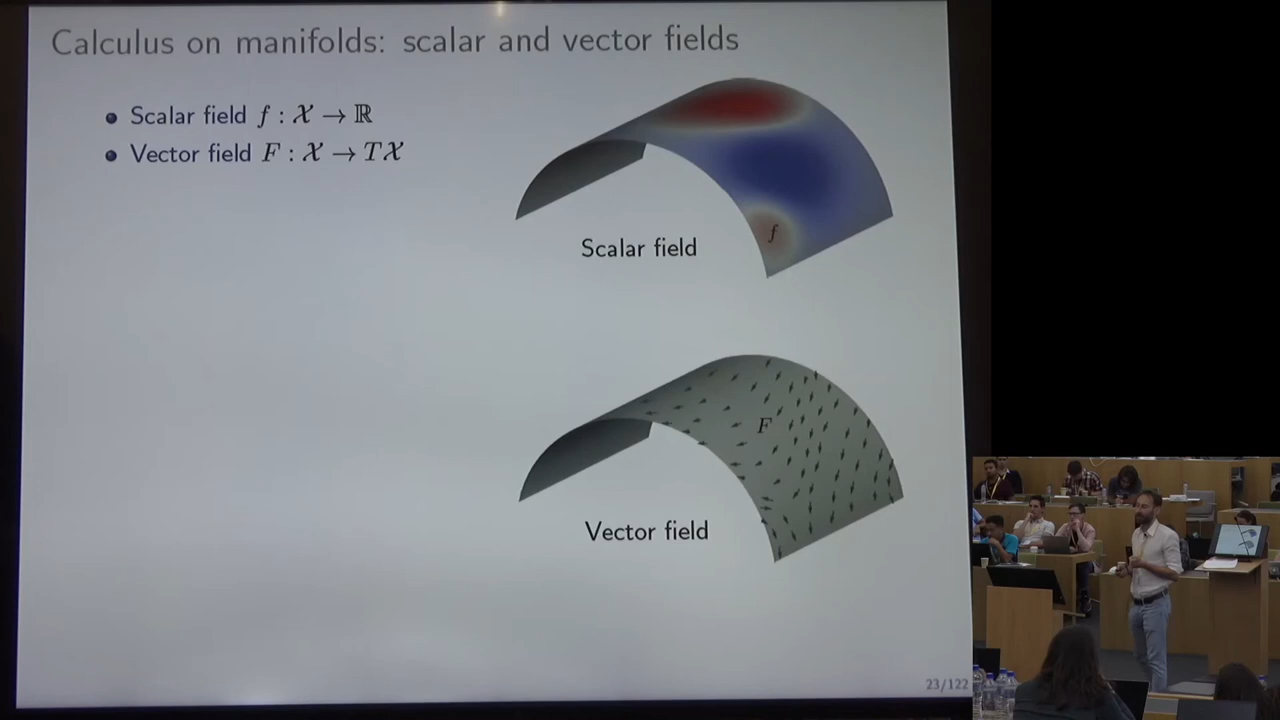 Calculus on manifolds: scalar and vector fields
• Scalar field f : 𝒳 → ℝ
• Vector field F : 𝒳 → T𝒳
f
Scalar field
F
Vector field
23/122